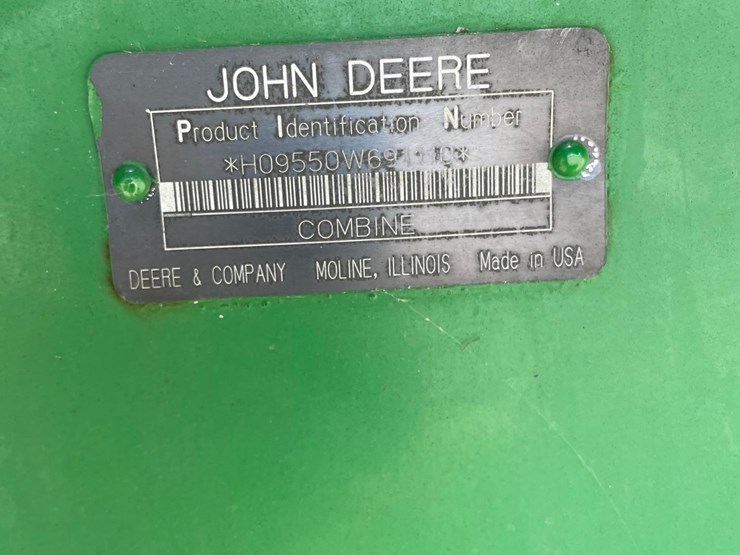 JOHN DEERE
Product Identification Number
COMBINE
DEERE & COMPANY MOLINE, ILLINOIS Made in USA